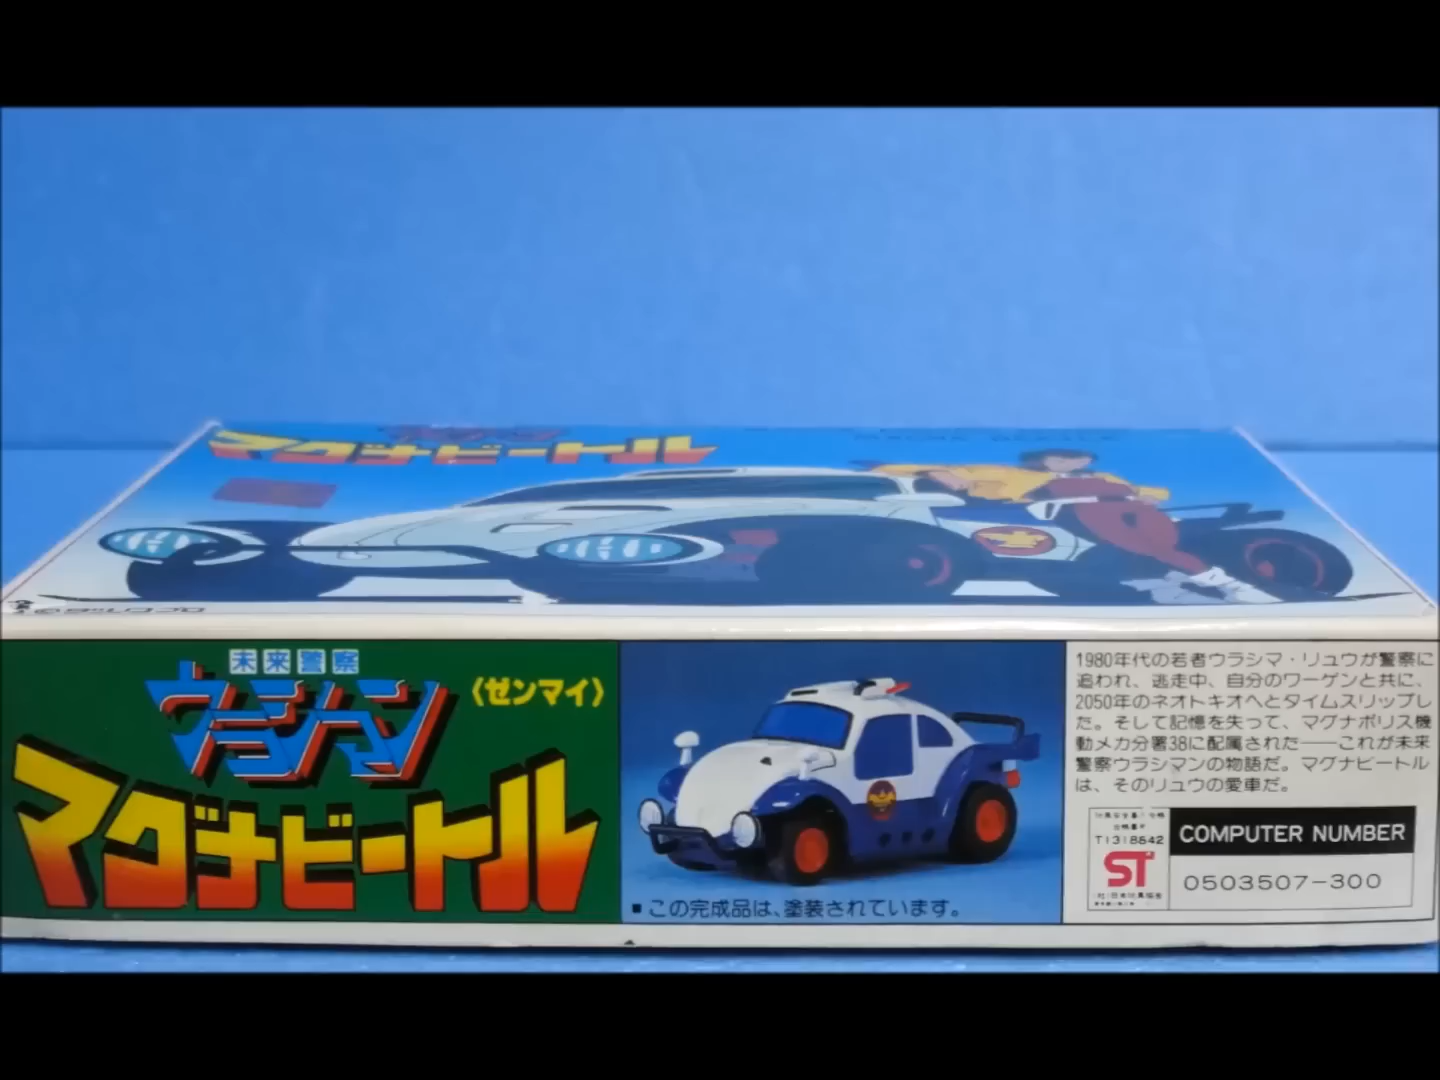 マグナビートル
©タツノコプロ
未来警察
ウラシマン
〈ゼンマイ〉
マグナビートル
■この完成品は、塗装されています。
1980年代の若者ウラシマ・リュウが警察に
追われ、逃走中、自分のワーゲンと共に、
2050年のネオトキオへとタイムスリップし
た。そして記憶を失って、マグナポリス機
動メカ分署38に配属された——これが未来
警察ウラシマンの物語だ。マグナビートル
は、そのリュウの愛車だ。
T1318642
ST
COMPUTER NUMBER
0503507-300